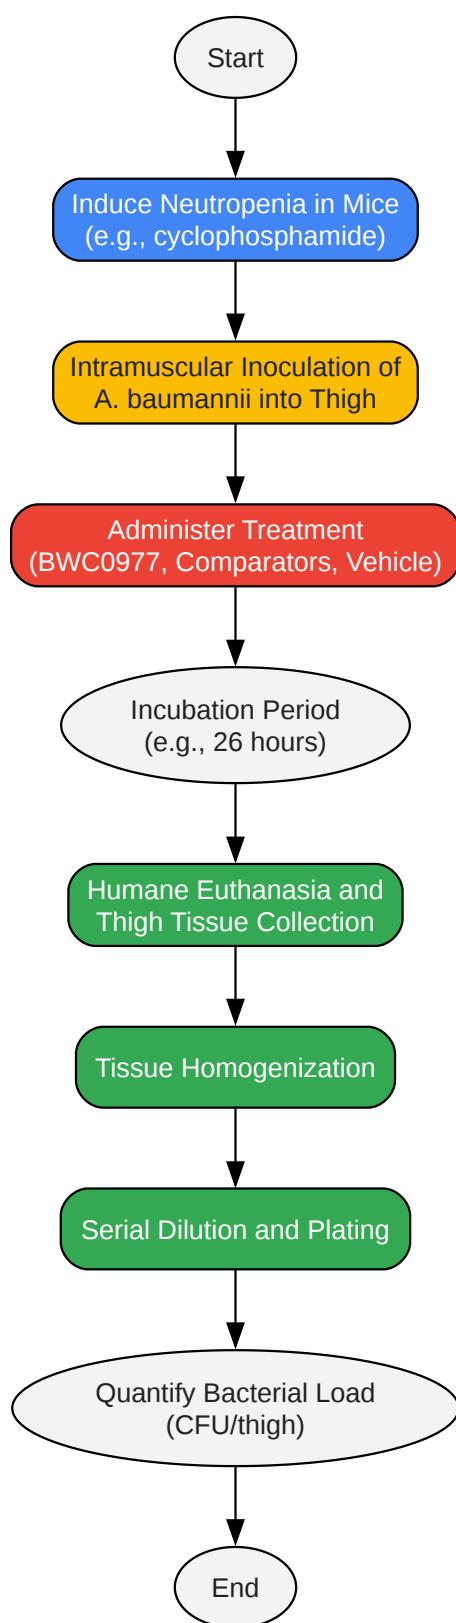 Start
Induce Neutropenia in Mice
(e.g., cyclophosphamide)
Intramuscular Inoculation of
A. baumannii into Thigh
Administer Treatment
(BWC0977, Comparators, Vehicle)
Incubation Period
(e.g., 26 hours)
Humane Euthanasia and
Thigh Tissue Collection
Tissue Homogenization
Serial Dilution and Plating
Quantify Bacterial Load
(CFU/thigh)
End